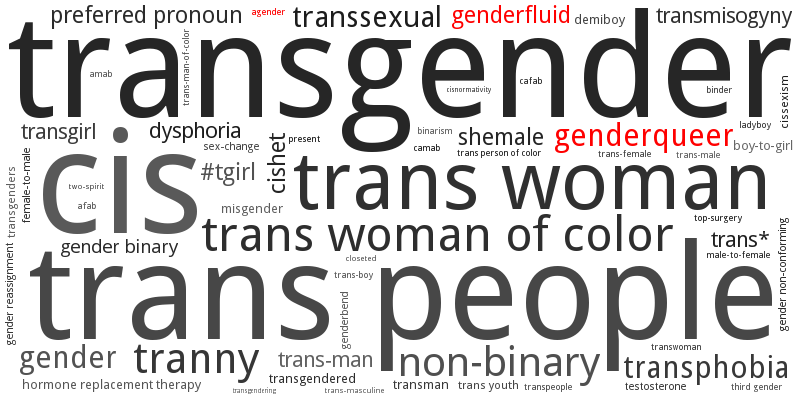 preferred pronoun
agender
transsexual
genderfluid
demiboy
transmisogyny
transgender
amab
trans-man-of-color
cisnormativity
cafab
binder
cissexism
transgirl
dysphoria
sex-change
cishet
present
binarism
camab
shemale
trans person of color
genderqueer
ladyboy
boy-to-girl
trans-female
trans-male
cis
two-spirit
afab
#tgirl
misgender
trans woman
transgenders
female-to-male
top-surgery
trans woman of color
trans*
male-to-female
gender non-conforming
gender binary
gender reassignment
closeted
trans-boy
trans people
genderbend
gender
tranny
trans-man
non-binary
transwoman
transphobia
hormone replacement therapy
transgendering
transgendered
trans-masculine
transman
trans youth
transpeople
testosterone
third gender